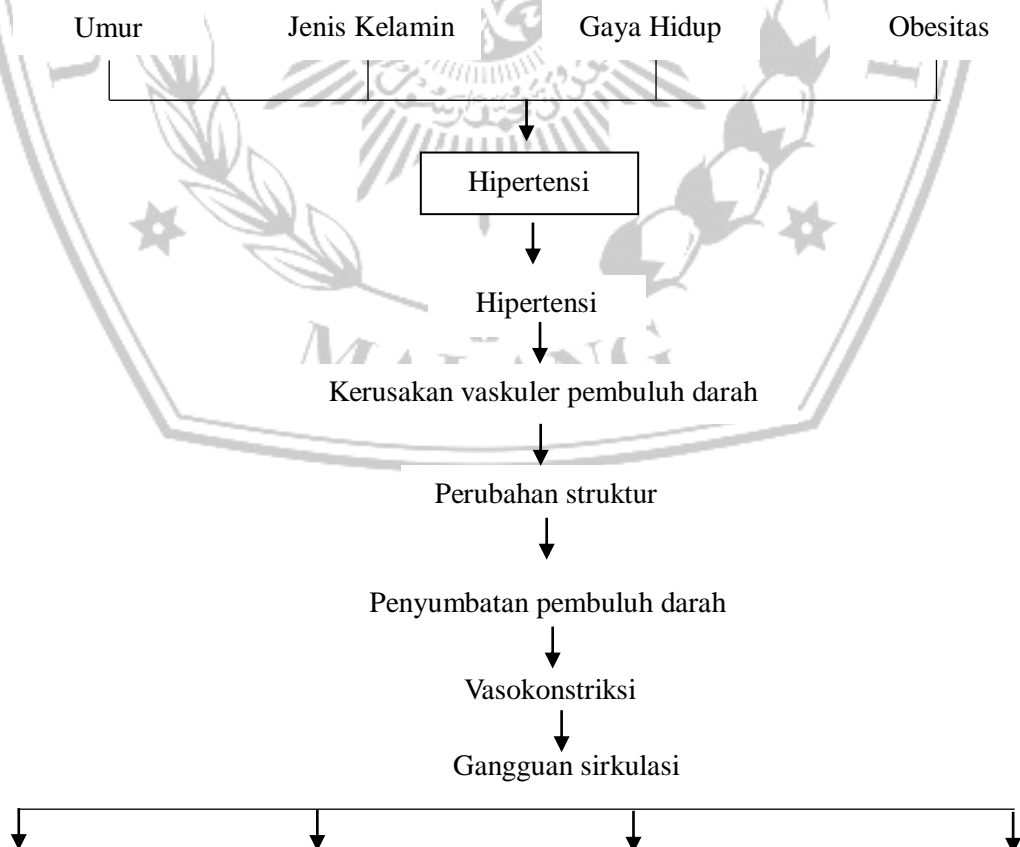 Umur Jenis Kelamin Gaya Hidup Obesitas
Hipertensi
Hipertensi
Kerusakan vaskuler pembuluh darah
Perubahan struktur
Penyumbatan pembuluh darah
Vasokonstriksi
Gangguan sirkulasi